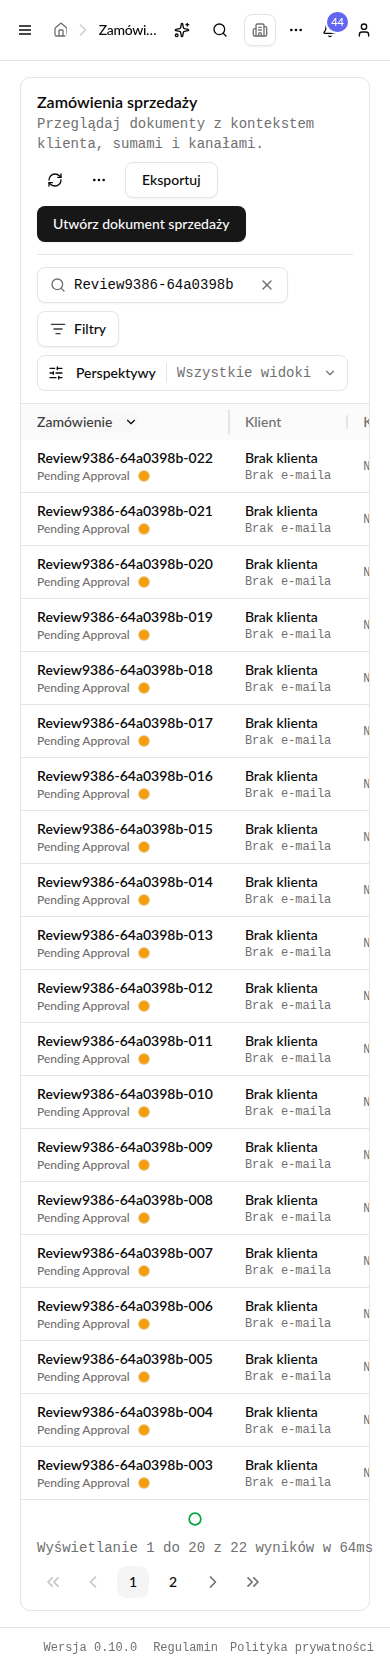 Zamówi...
44
Zamówienia sprzedaży
Przeglądaj dokumenty z kontekstem
klienta, sumami i kanałami.
Eksportuj
Utwórz dokument sprzedaży
Review9386-64a0398b
Filtry
Perspektywy Wszystkie widoki
Zamówienie Klient K
Review9386-64a0398b-022 Brak klienta
Pending Approval Brak e-maila N
Review9386-64a0398b-021 Brak klienta
Pending Approval Brak e-maila N
Review9386-64a0398b-020 Brak klienta
Pending Approval Brak e-maila N
Review9386-64a0398b-019 Brak klienta
Pending Approval Brak e-maila N
Review9386-64a0398b-018 Brak klienta
Pending Approval Brak e-maila N
Review9386-64a0398b-017 Brak klienta
Pending Approval Brak e-maila N
Review9386-64a0398b-016 Brak klienta
Pending Approval Brak e-maila N
Review9386-64a0398b-015 Brak klienta
Pending Approval Brak e-maila N
Review9386-64a0398b-014 Brak klienta
Pending Approval Brak e-maila N
Review9386-64a0398b-013 Brak klienta
Pending Approval Brak e-maila N
Review9386-64a0398b-012 Brak klienta
Pending Approval Brak e-maila N
Review9386-64a0398b-011 Brak klienta
Pending Approval Brak e-maila N
Review9386-64a0398b-010 Brak klienta
Pending Approval Brak e-maila N
Review9386-64a0398b-009 Brak klienta
Pending Approval Brak e-maila N
Review9386-64a0398b-008 Brak klienta
Pending Approval Brak e-maila N
Review9386-64a0398b-007 Brak klienta
Pending Approval Brak e-maila N
Review9386-64a0398b-006 Brak klienta
Pending Approval Brak e-maila N
Review9386-64a0398b-005 Brak klienta
Pending Approval Brak e-maila N
Review9386-64a0398b-004 Brak klienta
Pending Approval Brak e-maila N
Review9386-64a0398b-003 Brak klienta
Pending Approval Brak e-maila N
Wyświetlanie 1 do 20 z 22 wyników w 64ms
1 2
Wersja 0.10.0 Regulamin Polityka prywatności